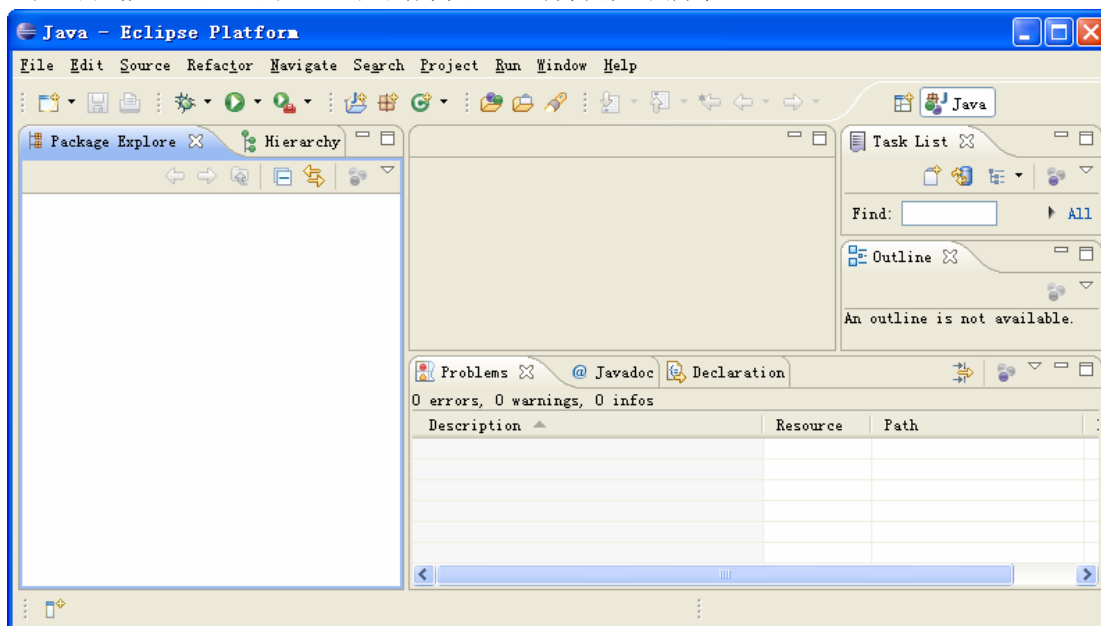 Java - Eclipse Platform
File Edit Source Refactor Navigate Search Project Run Window Help
Java
Package Explore
Hierarchy
Task List
Find:
All
Outline
An outline is not available.
Problems
@ Javadoc
Declaration
0 errors, 0 warnings, 0 infos
Description
Resource
Path